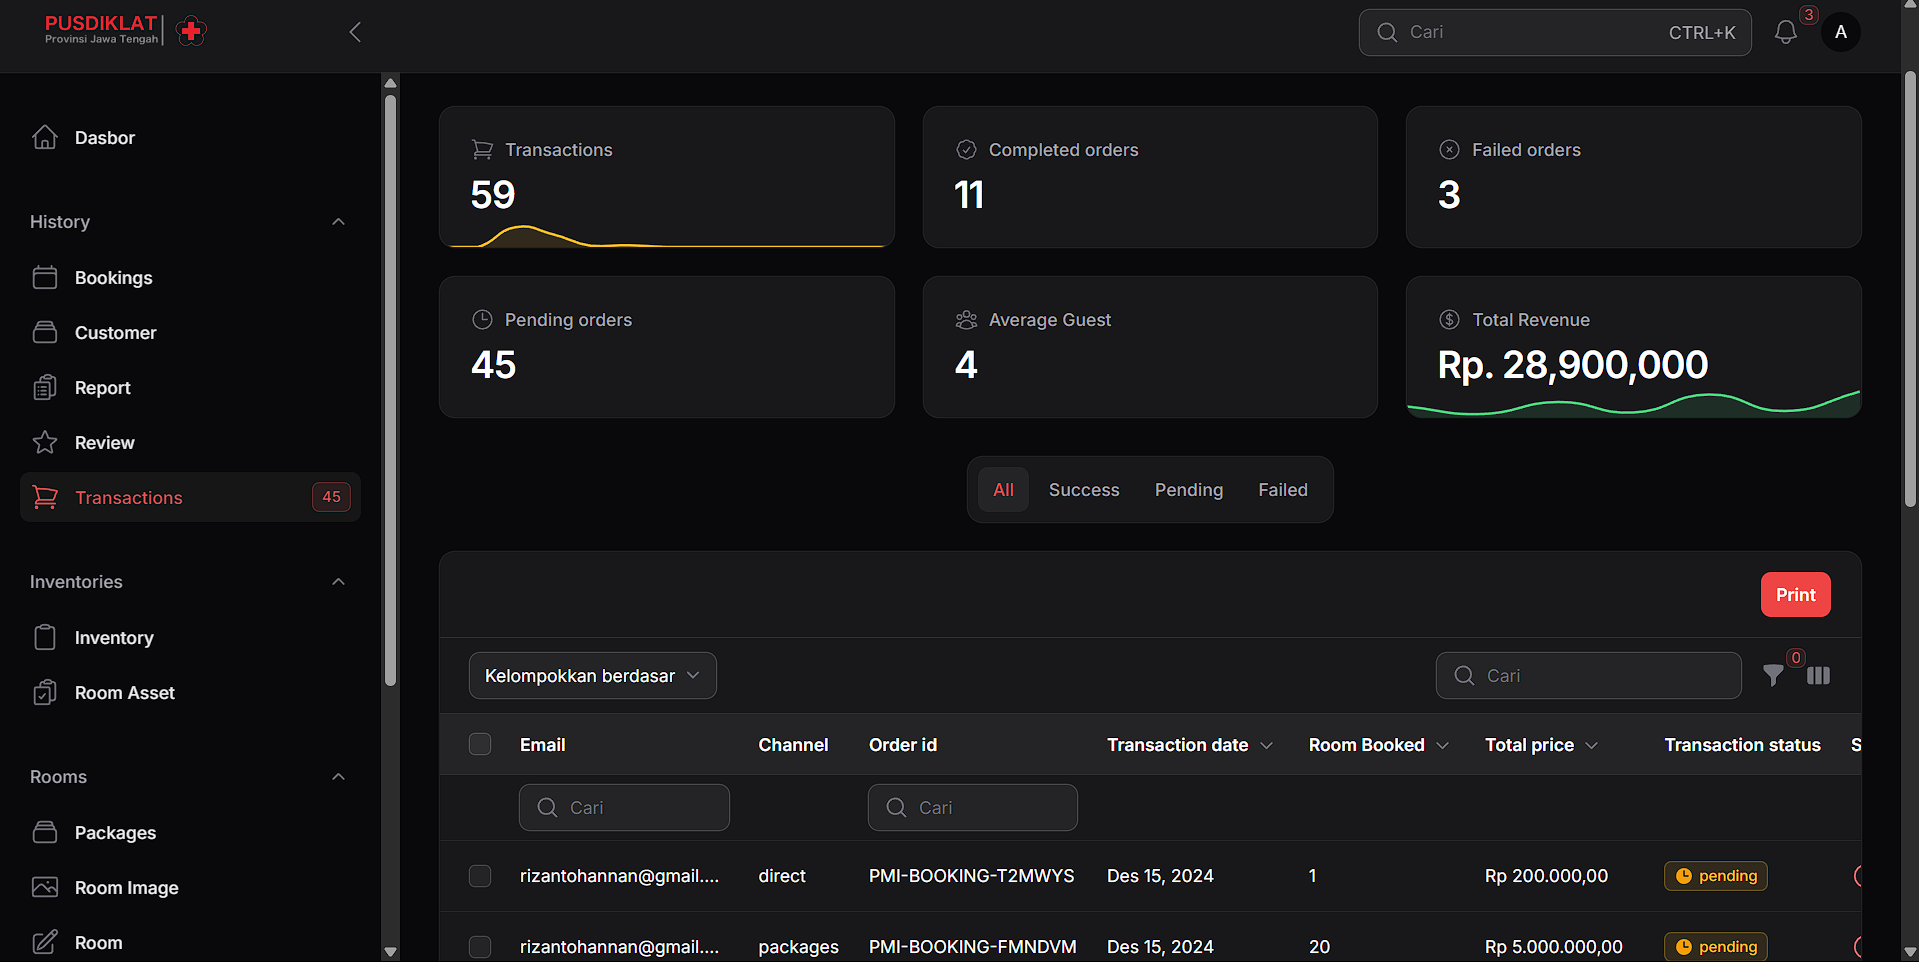 PUSDIKLAT
Provinsi Jawa Tengah
Cari CTRL+K
3
A
Dasbor
History
Bookings
Customer
Report
Review
Transactions 45
Inventories
Inventory
Room Asset
Rooms
Packages
Room Image
Room
Transactions
59
Completed orders
11
Failed orders
3
Pending orders
45
Average Guest
4
Total Revenue
Rp. 28,900,000
All Success Pending Failed
Print
Kelompokkan berdasar
Cari
0
Email Channel Order id Transaction date Room Booked Total price Transaction status S
Cari Cari
rizantohannan@gmail.... direct PMI-BOOKING-T2MWYS Des 15, 2024 1 Rp 200.000,00 pending
rizantohannan@gmail.... packages PMI-BOOKING-FMNDVM Des 15, 2024 20 Rp 5.000.000,00 pending